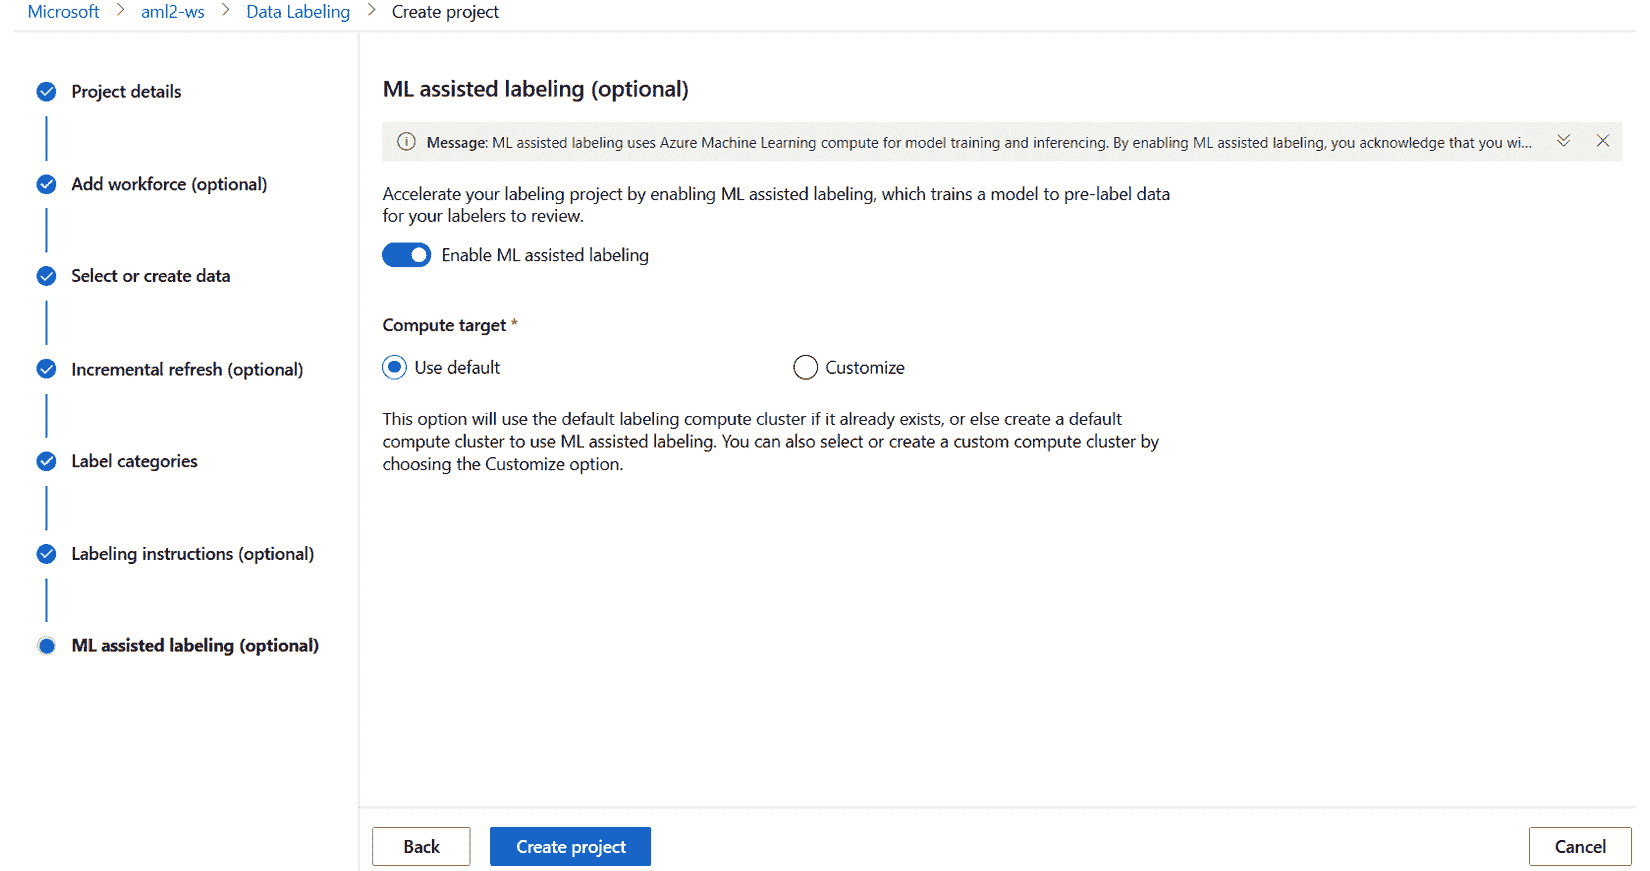 Microsoft > aml2-ws > Data Labeling > Create project
Project details
Add workforce (optional)
Select or create data
Incremental refresh (optional)
Label categories
Labeling instructions (optional)
ML assisted labeling (optional)
ML assisted labeling (optional)
Message: ML assisted labeling uses Azure Machine Learning compute for model training and inferencing. By enabling ML assisted labeling, you acknowledge that you wi...
Accelerate your labeling project by enabling ML assisted labeling, which trains a model to pre-label data
for your labelers to review.
Enable ML assisted labeling
Compute target *
Use default
Customize
This option will use the default labeling compute cluster if it already exists, or else create a default
compute cluster to use ML assisted labeling. You can also select or create a custom compute cluster by
choosing the Customize option.
Back
Create project
Cancel